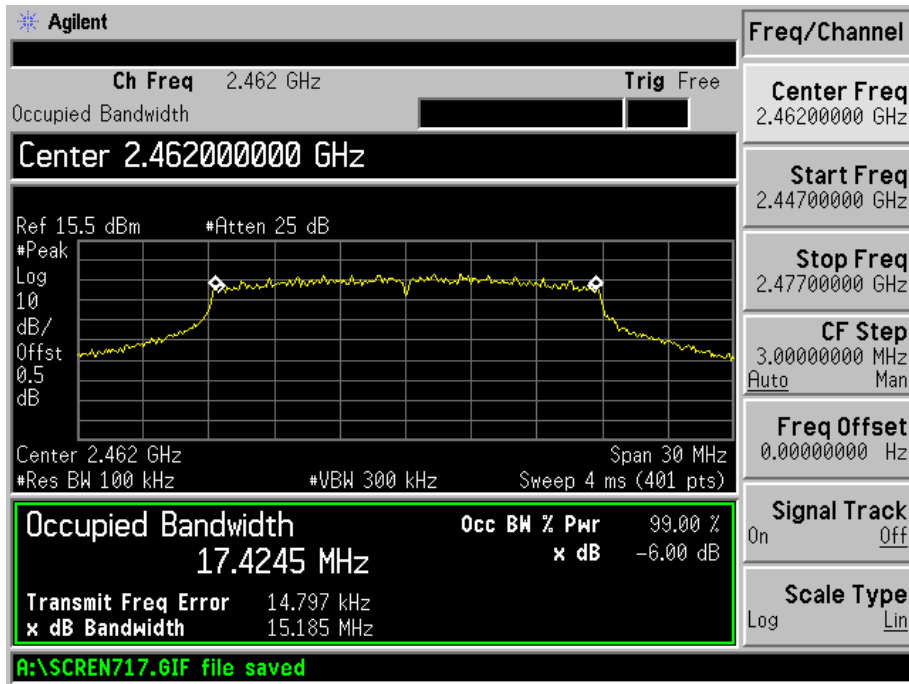 Agilent
Freq/Channel
Ch Freq 2.462 GHz Trig Free
Occupied Bandwidth
Center 2.462000000 GHz
Ref 15.5 dBm #Atten 25 dB
#Peak
Log
10
dB/
Offst
0.5
dB
Center 2.462 GHz Span 30 MHz
#Res BW 100 kHz #VBW 300 kHz Sweep 4 ms (401 pts)
Occupied Bandwidth
17.4245 MHz
Occ BW % Pwr 99.00 %
x dB -6.00 dB
Transmit Freq Error 14.797 kHz
x dB Bandwidth 15.185 MHz
A:\SCREN717.GIF file saved
Center Freq
2.46200000 GHz
Start Freq
2.44700000 GHz
Stop Freq
2.47700000 GHz
CF Step
3.00000000 MHz
Auto Man
Freq Offset
0.00000000 Hz
Signal Track
On Off
Scale Type
Log Lin